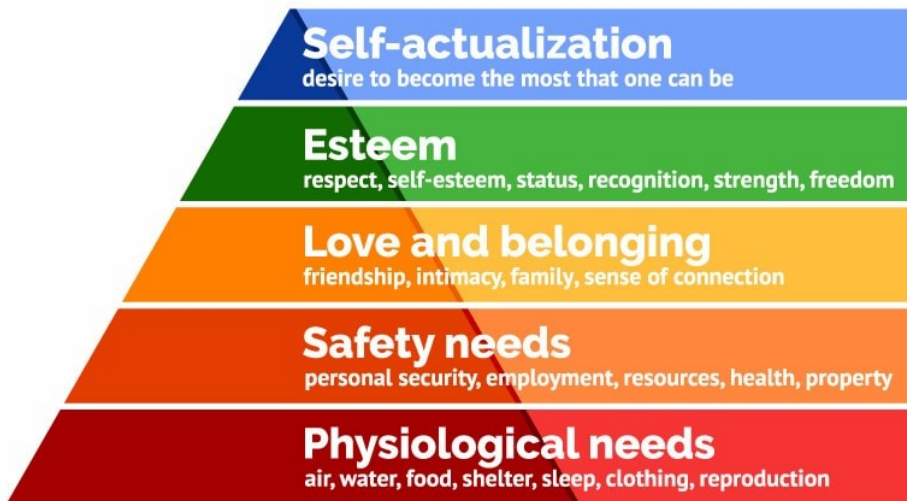 Self-actualization
desire to become the most that one can be
Esteem
respect, self-esteem, status, recognition, strength, freedom
Love and belonging
friendship, intimacy, family, sense of connection
Safety needs
personal security, employment, resources, health, property
Physiological needs
air, water, food, shelter, sleep, clothing, reproduction